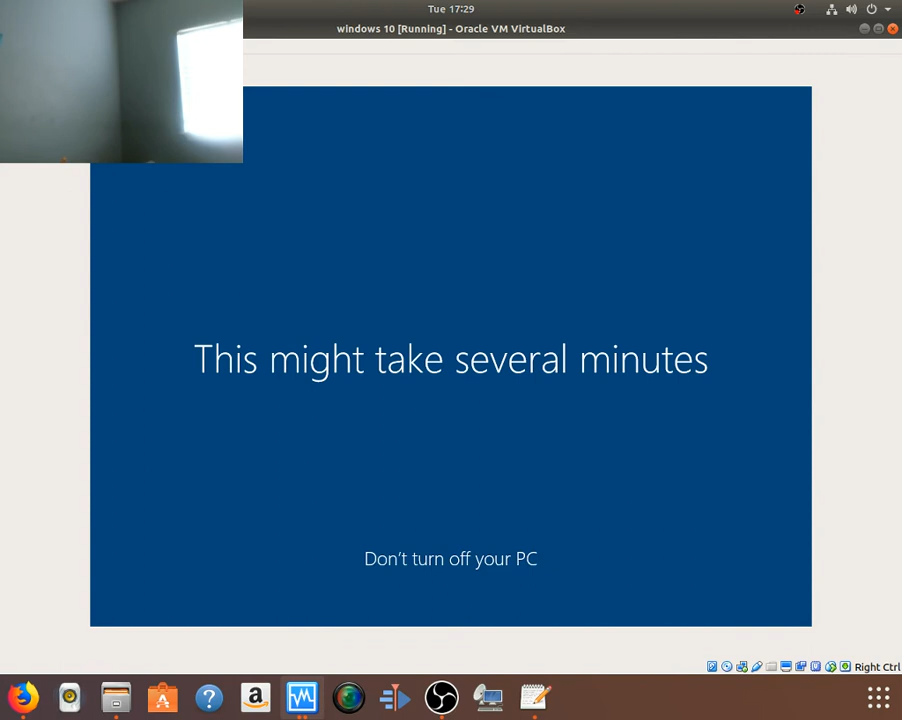 Tue 17:29
windows 10 [Running] - Oracle VM VirtualBox
This might take several minutes
Don't turn off your PC
Right Ctrl